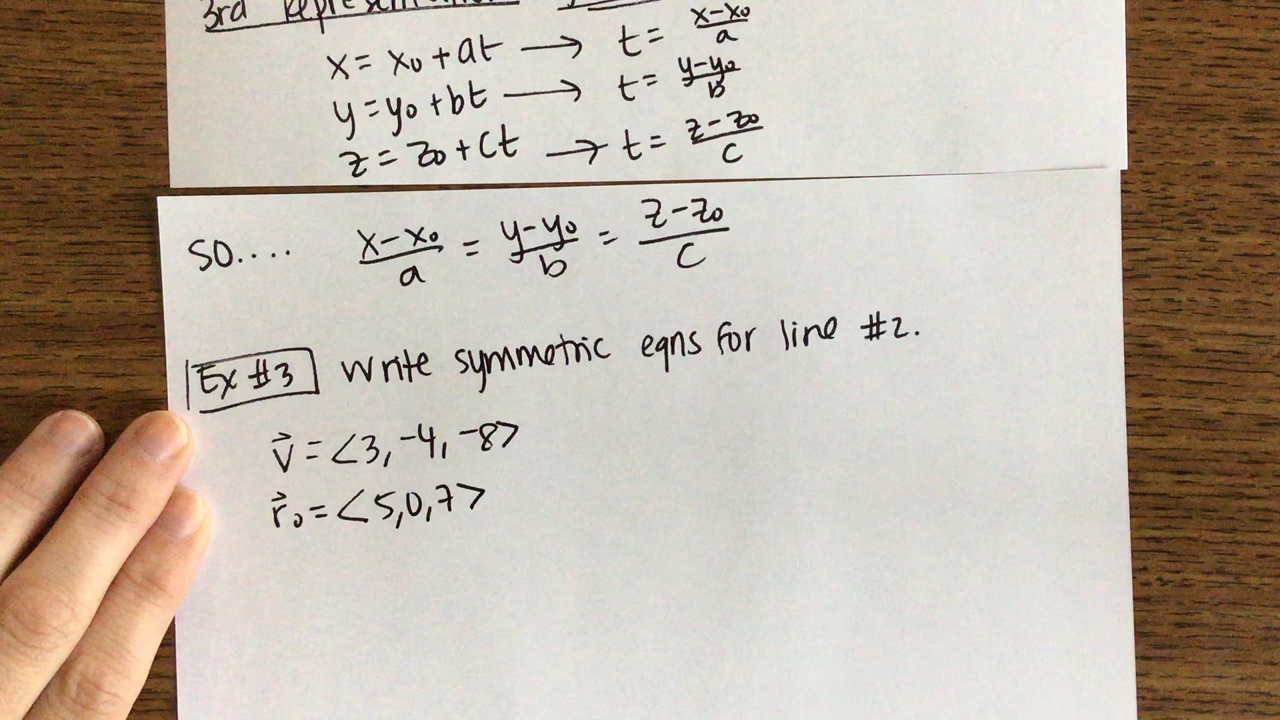 3rd
x = x₀ + at → t = x-x₀/a
y = y₀ + bt → t = y-y₀/b
z = z₀ + ct → t = z-z₀/c
so.... x-x₀/a = y-y₀/b = z-z₀/c
Ex #3 Write symmetric eqns for line #2.
v⃗ = <3, -4, -8>
r⃗₀ = <5, 0, 7>